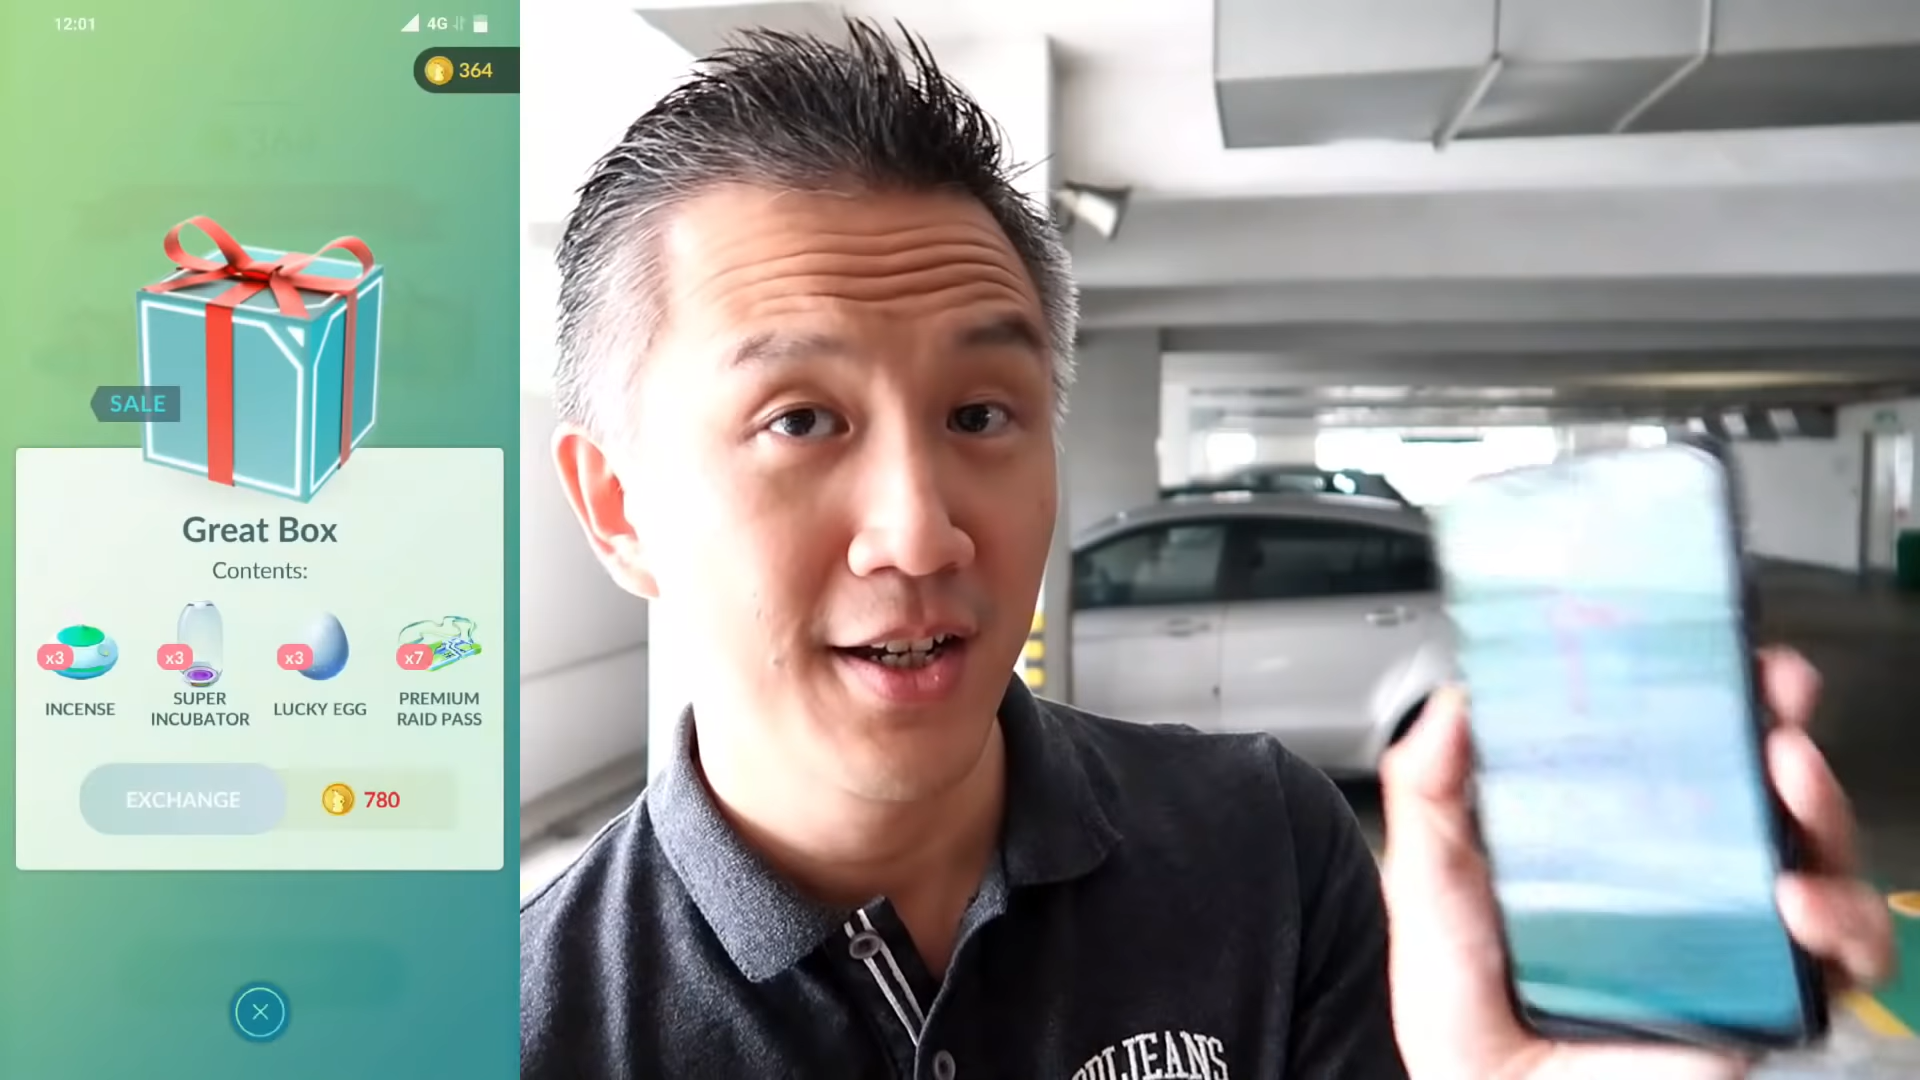 12:01
4G
364
SALE
Great Box
Contents:
x3
x3
x3
x7
INCENSE
SUPER
INCUBATOR
LUCKY EGG
PREMIUM
RAID PASS
EXCHANGE
780